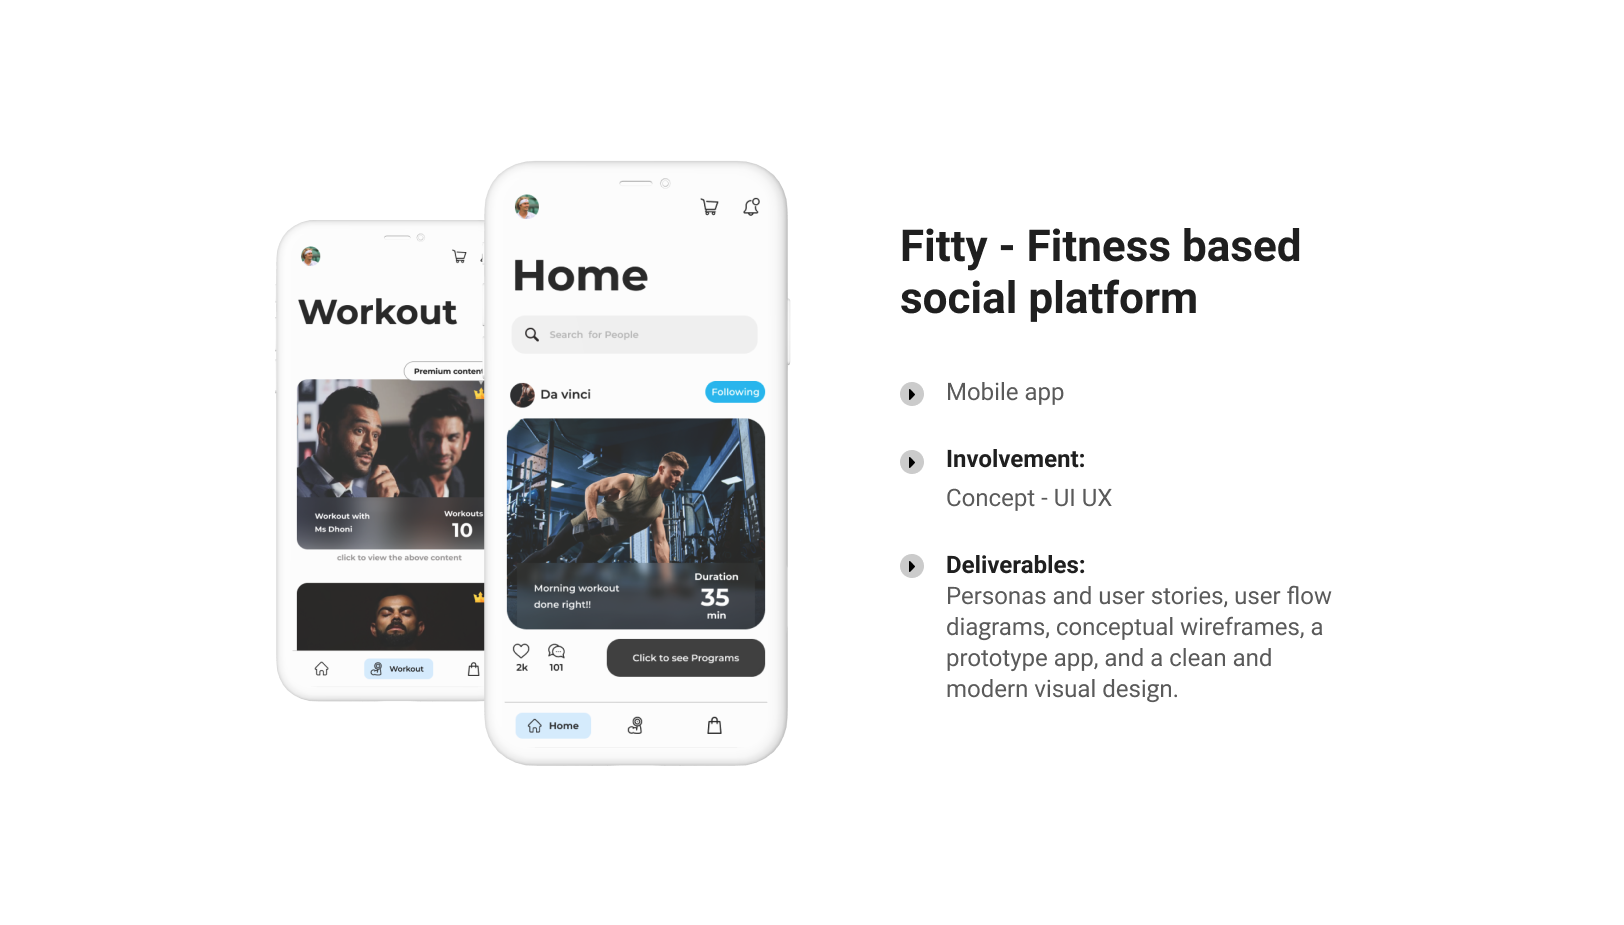 Workout
Premium content
Workout with
Ms Dhoni
Workouts
10
click to view the above content
Workout
Home
Search for People
Da vinci
Following
Morning workout
done right!!
Duration
35
min
2k
101
Click to see Programs
Home
Fitty - Fitness based
social platform
Mobile app
Involvement:
Concept - UI UX
Deliverables:
Personas and user stories, user flow
diagrams, conceptual wireframes, a
prototype app, and a clean and
modern visual design.